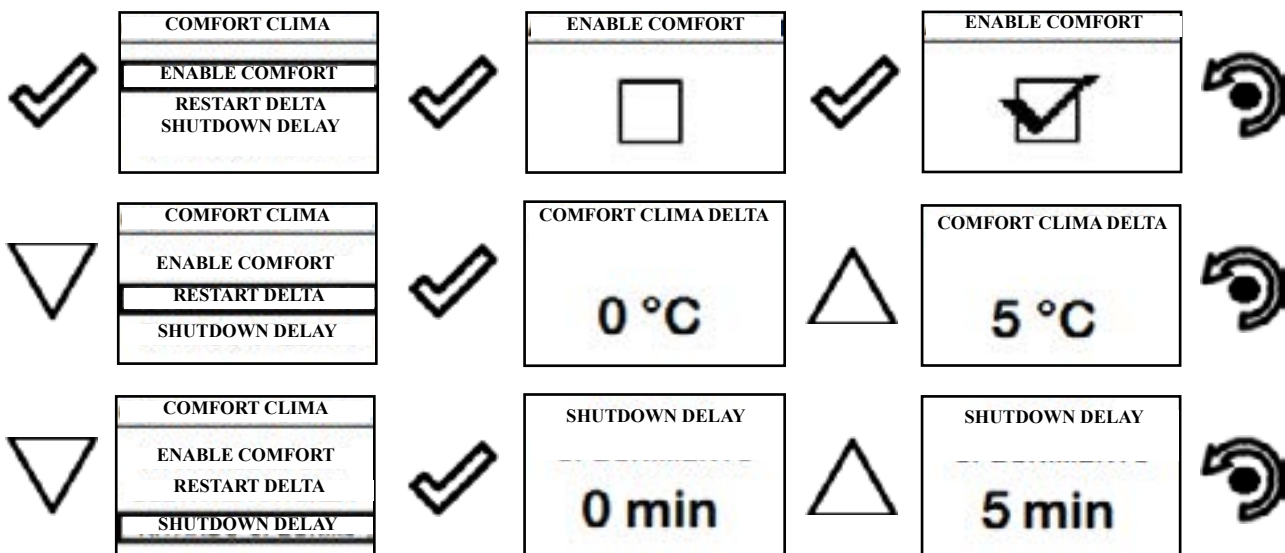 COMFORT CLIMA
ENABLE COMFORT
RESTART DELTA
SHUTDOWN DELAY
ENABLE COMFORT
ENABLE COMFORT
COMFORT CLIMA
ENABLE COMFORT
RESTART DELTA
SHUTDOWN DELAY
COMFORT CLIMA DELTA
0 °C
COMFORT CLIMA DELTA
5 °C
COMFORT CLIMA
ENABLE COMFORT
RESTART DELTA
SHUTDOWN DELAY
SHUTDOWN DELAY
0 min
SHUTDOWN DELAY
5 min